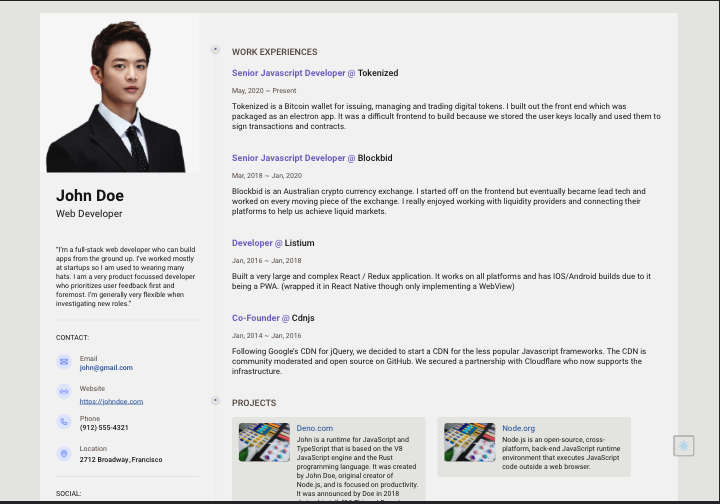 John Doe
Web Developer
"I'm a full-stack web developer who can build
apps from the ground up. I've worked mostly
at startups so I am used to wearing many
hats. I am a very product focussed developer
who prioritizes user feedback first and
foremost. I'm generally very flexible when
investigating new roles."
CONTACT:
Email
john@gmail.com
Website
https://johndoe.com
Phone
(912) 555-4321
Location
2712 Broadway, Francisco
SOCIAL:
WORK EXPERIENCES
Senior Javascript Developer @ Tokenized
May, 2020 ~ Present
Tokenized is a Bitcoin wallet for issuing, managing and trading digital tokens. I built out the front end which was
packaged as an electron app. It was a difficult frontend to build because we stored the user keys locally and used them to
sign transactions and contracts.
Senior Javascript Developer @ Blockbid
Mar, 2018 ~ Jan, 2020
Blockbid is an Australian crypto currency exchange. I started off on the frontend but eventually became lead tech and
worked on every moving piece of the exchange. I really enjoyed working with liquidity providers and connecting their
platforms to help us achieve liquid markets.
Developer @ Listium
Jan, 2016 ~ Jan, 2018
Built a very large and complex React / Redux application. It works on all platforms and has IOS/Android builds due to it
being a PWA. (wrapped it in React Native though only implementing a WebView)
Co-Founder @ Cdnjs
Jan, 2014 ~ Jan, 2016
Following Google's CDN for jQuery, we decided to start a CDN for the less popular Javascript frameworks. The CDN is
community moderated and open source on GitHub. We secured a partnership with Cloudflare who now supports the
infrastructure.
PROJECTS
Deno.com
John is a runtime for JavaScript and
TypeScript that is based on the V8
JavaScript engine and the Rust
programming language. It was created
by John Doe, original creator of
Node.js, and is focused on productivity.
It was announced by Doe in 2018
Node.org
Node.js is an open-source, cross-
platform, back-end JavaScript runtime
environment that executes JavaScript
code outside a web browser.